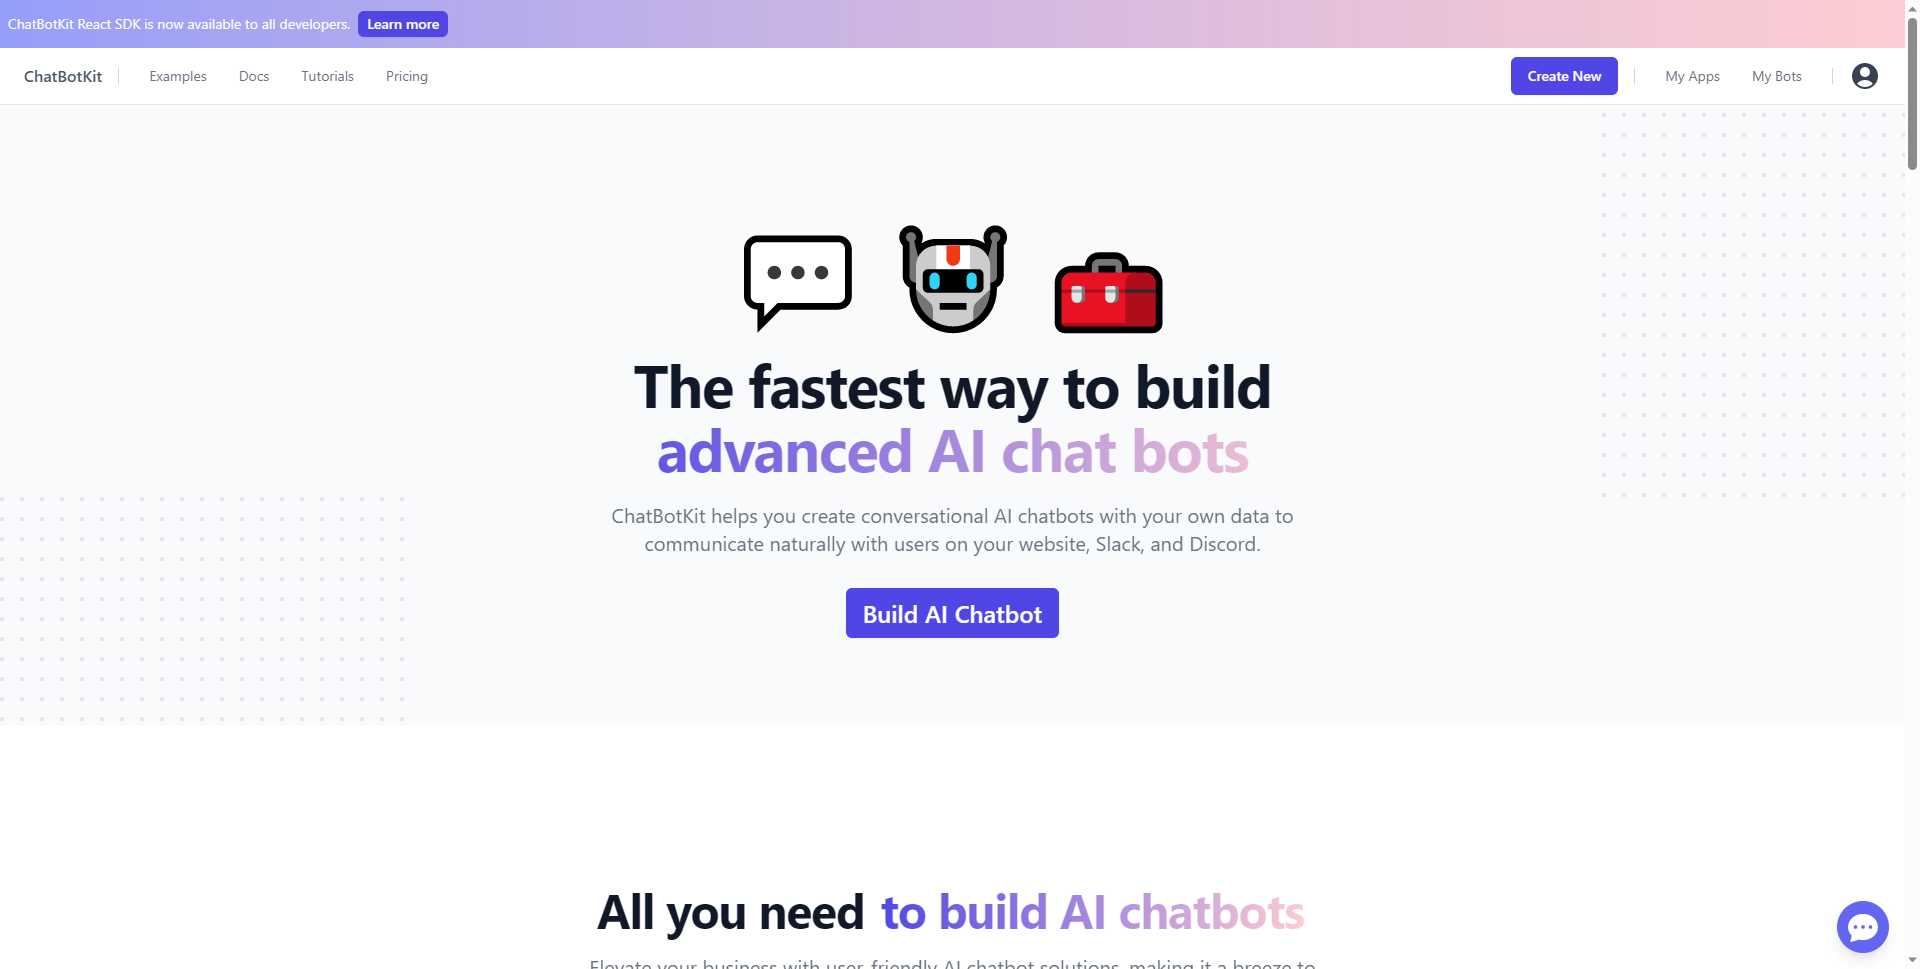 ChatBotKit React SDK is now available to all developers. Learn more
ChatBotKit Examples Docs Tutorials Pricing Create New My Apps My Bots
The fastest way to build
advanced AI chat bots
ChatBotKit helps you create conversational AI chatbots with your own data to
communicate naturally with users on your website, Slack, and Discord.
Build AI Chatbot
All you need to build AI chatbots
Elevate your business with user-friendly AI chatbot solutions, making it a breeze to